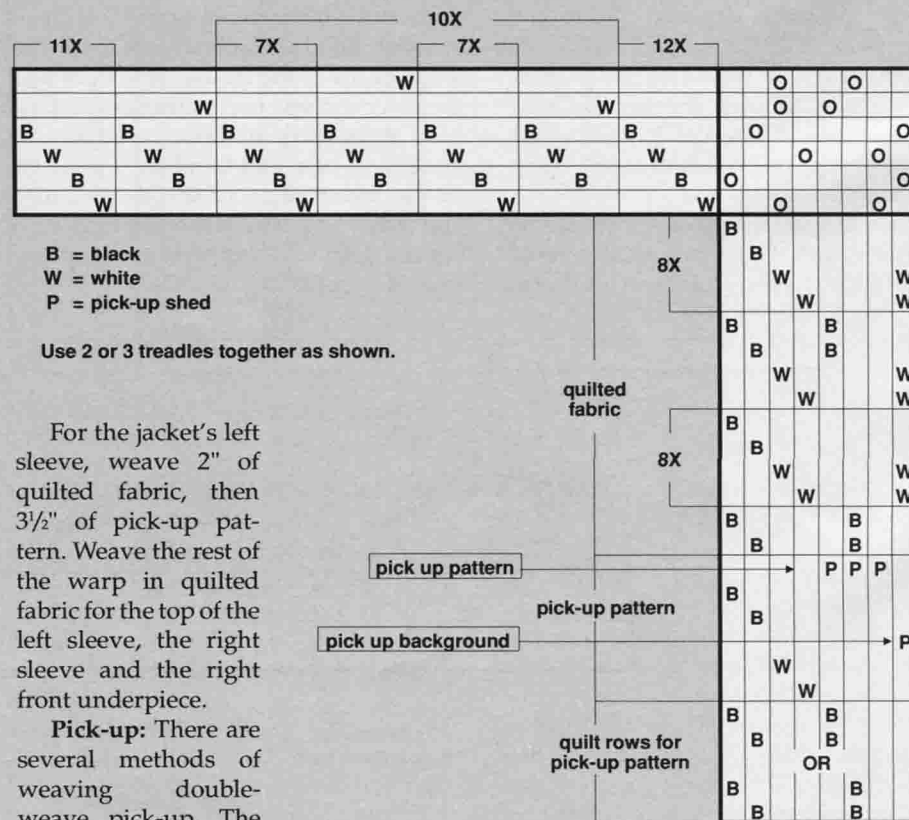 10X
11X 7X 7X 12X
W O O
W W O O
B B B B B B B O O
W W W W W W W O O
B B B B B B B O O
W W W W O O
B = black
W = white
P = pick-up shed
Use 2 or 3 treadles together as shown.
For the jacket's left
sleeve, weave 2" of
quilted fabric, then
3½" of pick-up pat-
tern. Weave the rest of
the warp in quilted
fabric for the top of the
left sleeve, the right
sleeve and the right
front underpiece.
Pick-up: There are
several methods of
weaving double-
weave pick-up. The
quilted
fabric
8X
B
B
W W
W W
B B
B B
W W
W W
8X
B
B
W W
W W
B B
B B
pick up pattern
P P P
pick-up pattern
B
B
pick up background
P
W
W
quilt rows for
pick-up pattern
B B
B B
OR
B B
B B